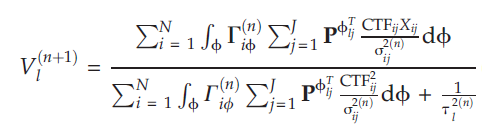 V_l^{(n+1)} = \frac{\sum_{i=1}^{N} \int_{\phi} \Gamma_{i\phi}^{(n)} \sum_{j=1}^{J} \mathbf{P}_{lj}^{\phi^T} \frac{\mathrm{CTF}_{ij} X_{ij}}{\sigma_{ij}^{2(n)}} \mathrm{d}\phi}{\sum_{i=1}^{N} \int_{\phi} \Gamma_{i\phi}^{(n)} \sum_{j=1}^{J} \mathbf{P}_{lj}^{\phi^T} \frac{\mathrm{CTF}_{ij}^{2}}{\sigma_{ij}^{2(n)}} \mathrm{d}\phi + \frac{1}{\tau_l^{2(n)}}}